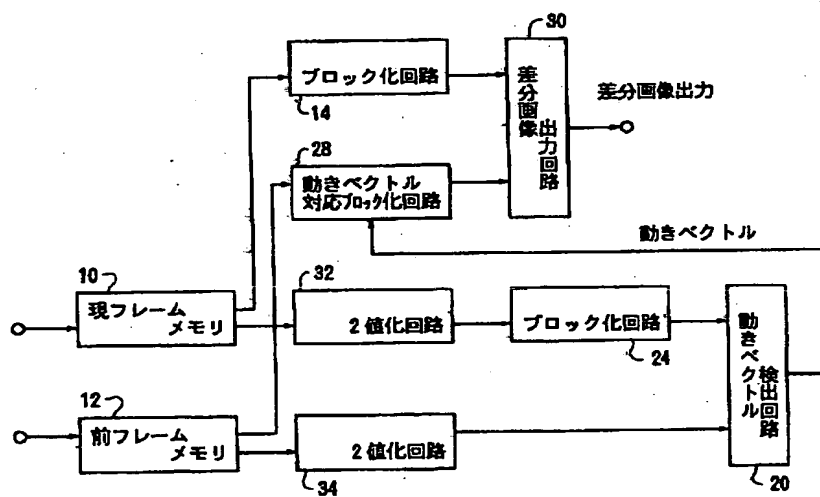 30
ブロック化回路
14
差分画像
出力回路
差分画像出力
28
動きベクトル
対応ブロック化回路
動きベクトル
10
現フレーム
メモリ
32
2値化回路
ブロック化回路
24
動きベクトル
検出回路
20
12
前フレーム
メモリ
2値化回路
34